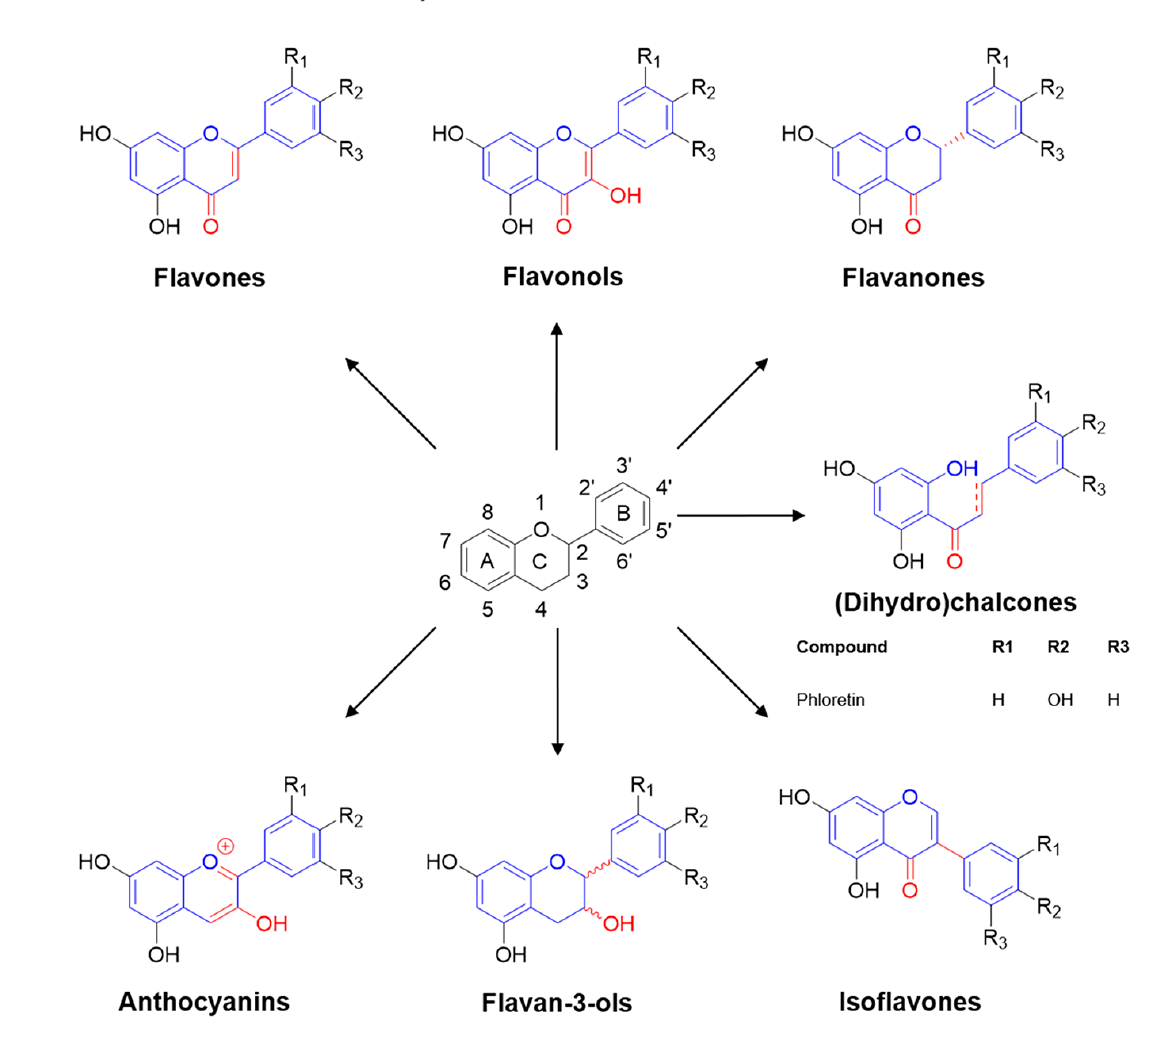 R1
R2
HO
O
R3
OH
O
Flavones
R1
R2
HO
O
R3
OH
OH
O
Flavonols
R1
R2
HO
O
R3
OH
O
Flavanones
R1
R2
HO
OH
R3
OH
O
(Dihydro)chalcones
Compound R1 R2 R3
Phloretin H OH H
3'
2' 4'
1
8 B
O 5'
7
A C 2 6'
6 3
5 4
R1
R2
HO
O
⊕
R3
OH
OH
Anthocyanins
R1
R2
HO
O
R3
OH
OH
Flavan-3-ols
HO
O
R1
OH
O
R2
R3
Isoflavones